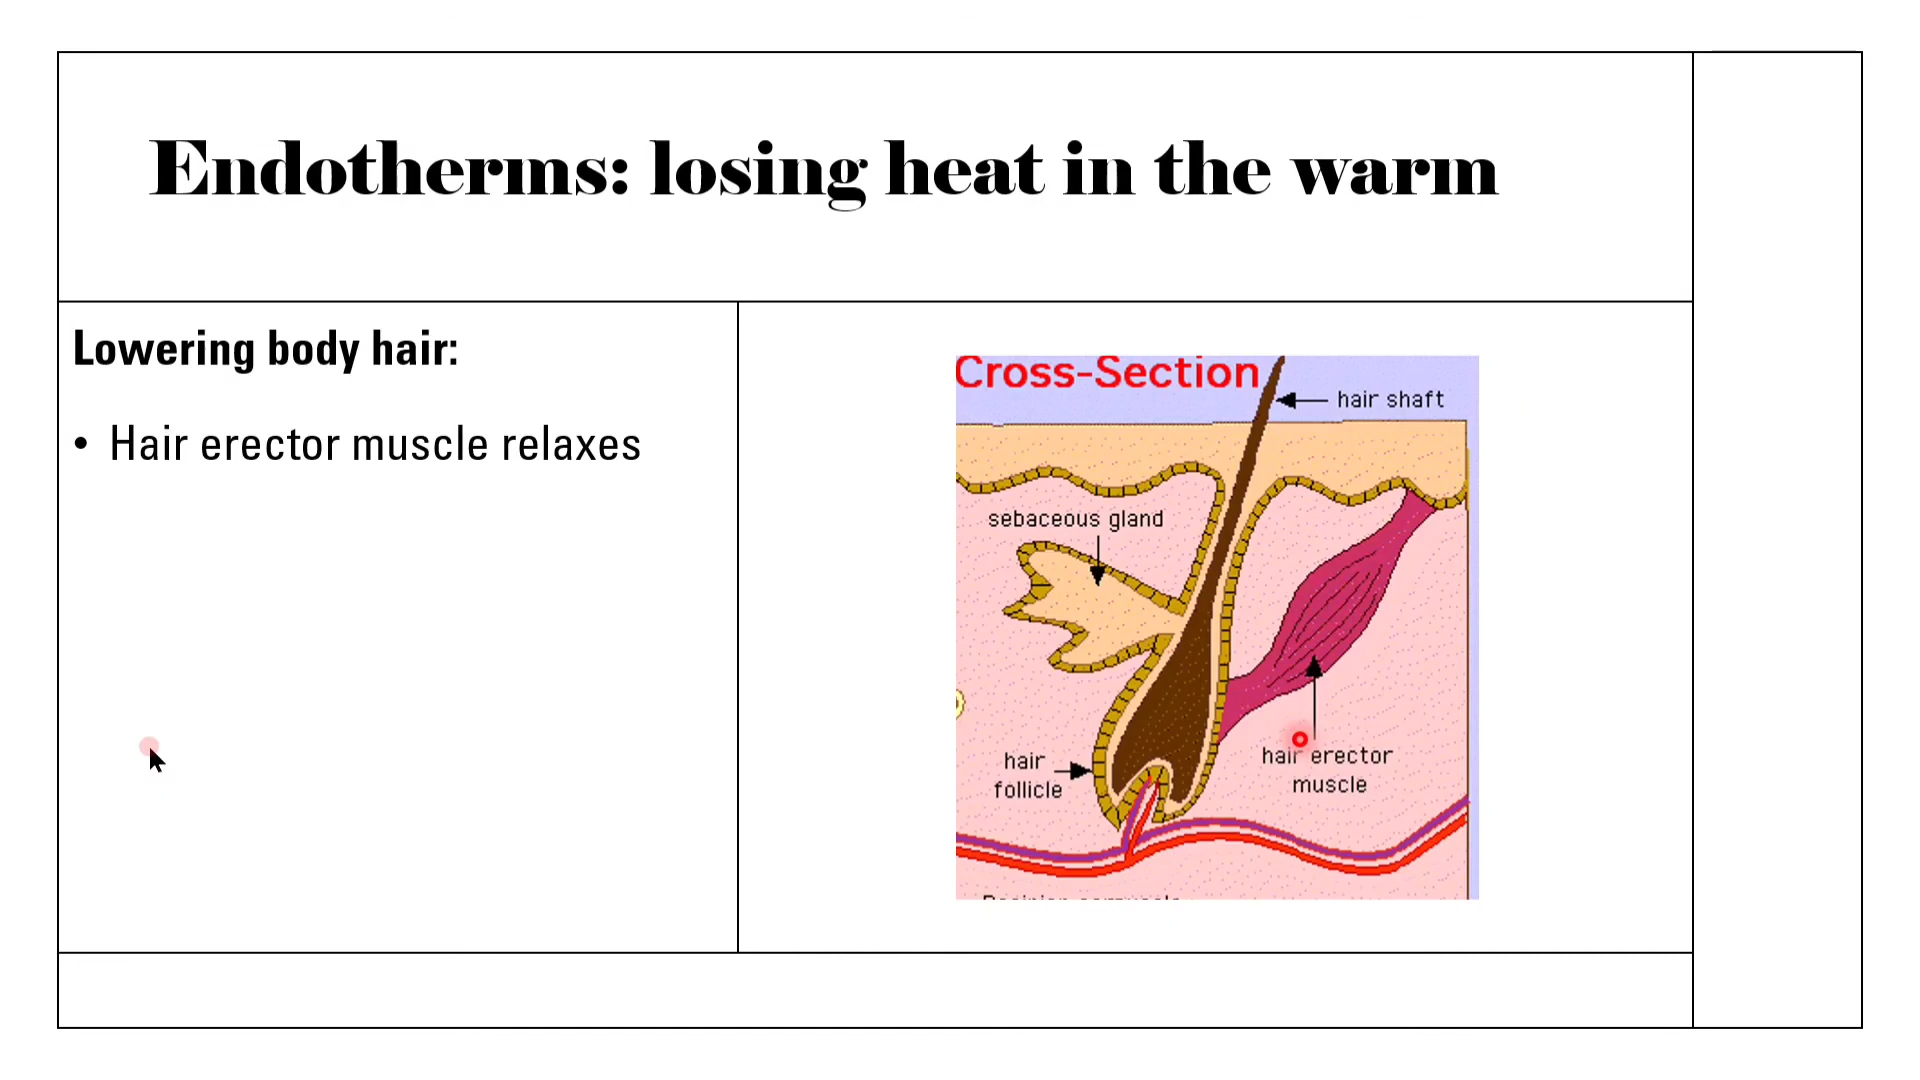 Endotherms: losing heat in the warm
Lowering body hair:
• Hair erector muscle relaxes
Cross-Section
hair shaft
sebaceous gland
hair
follicle
hair erector
muscle